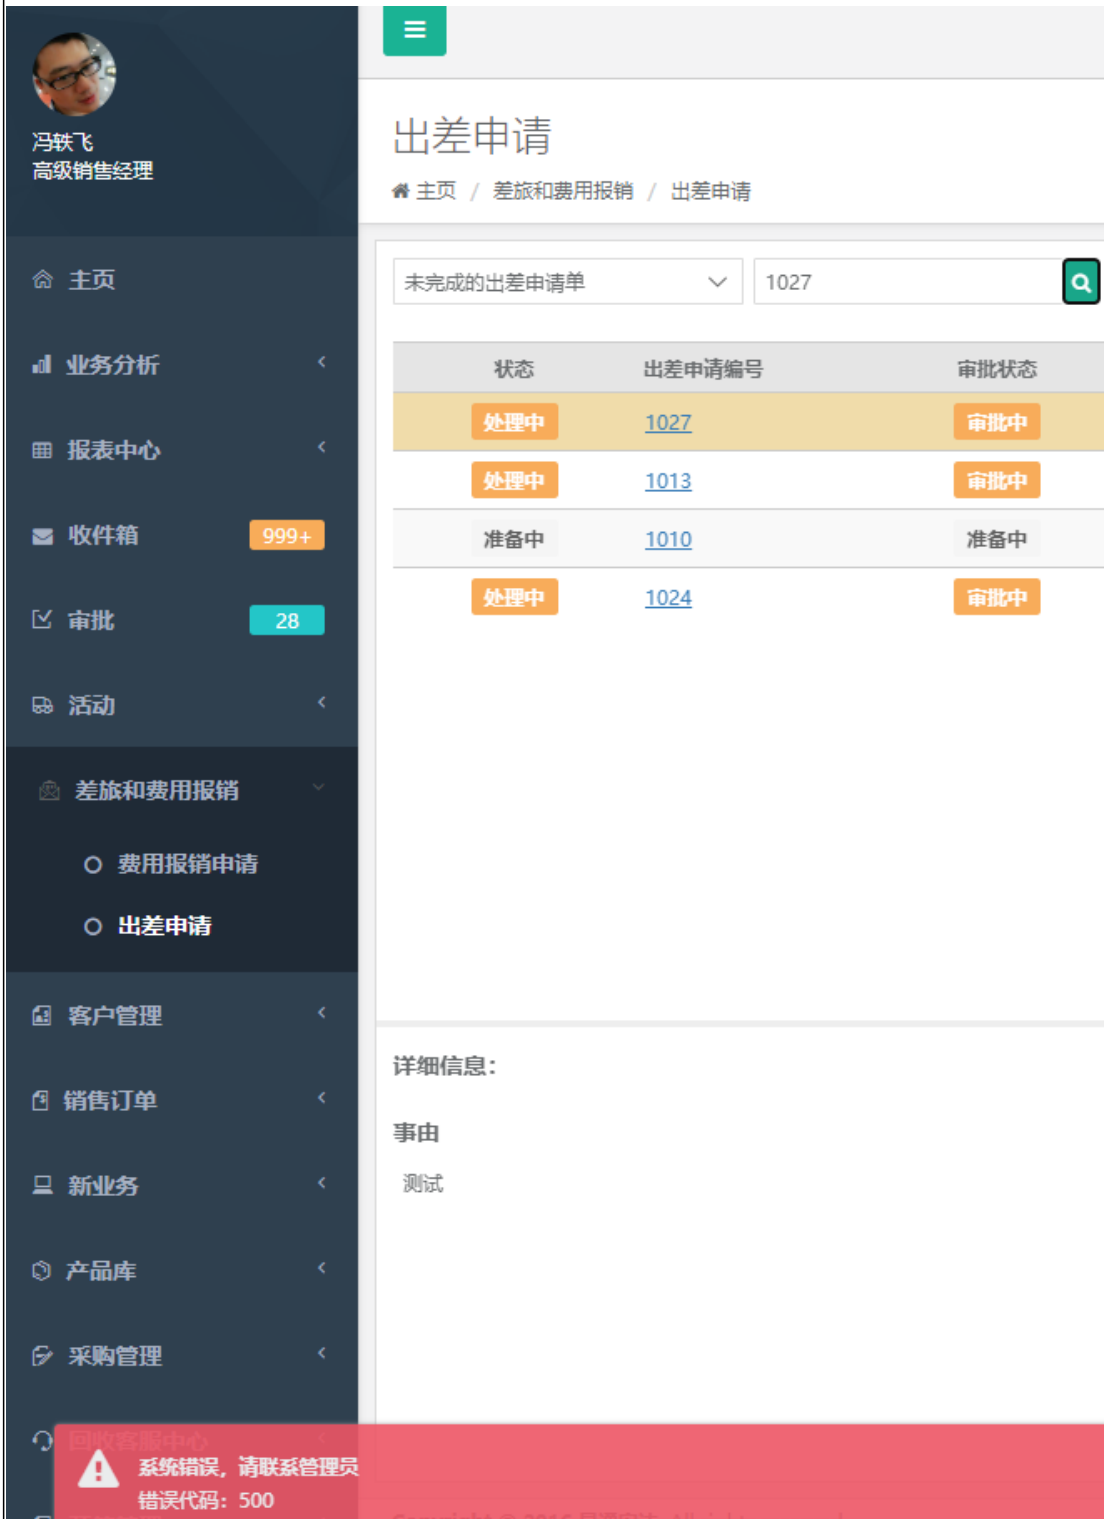 冯轶飞
高级销售经理
主页
业务分析
报表中心
收件箱 999+
审批 28
活动
差旅和费用报销
费用报销申请
出差申请
客户管理
销售订单
新业务
产品库
采购管理
回收客服中心
出差申请
主页 / 差旅和费用报销 / 出差申请
未完成的出差申请单 1027
状态 出差申请编号 审批状态
处理中 1027 审批中
处理中 1013 审批中
准备中 1010 准备中
处理中 1024 审批中
详细信息：
事由
测试
系统错误，请联系管理员
错误代码：500